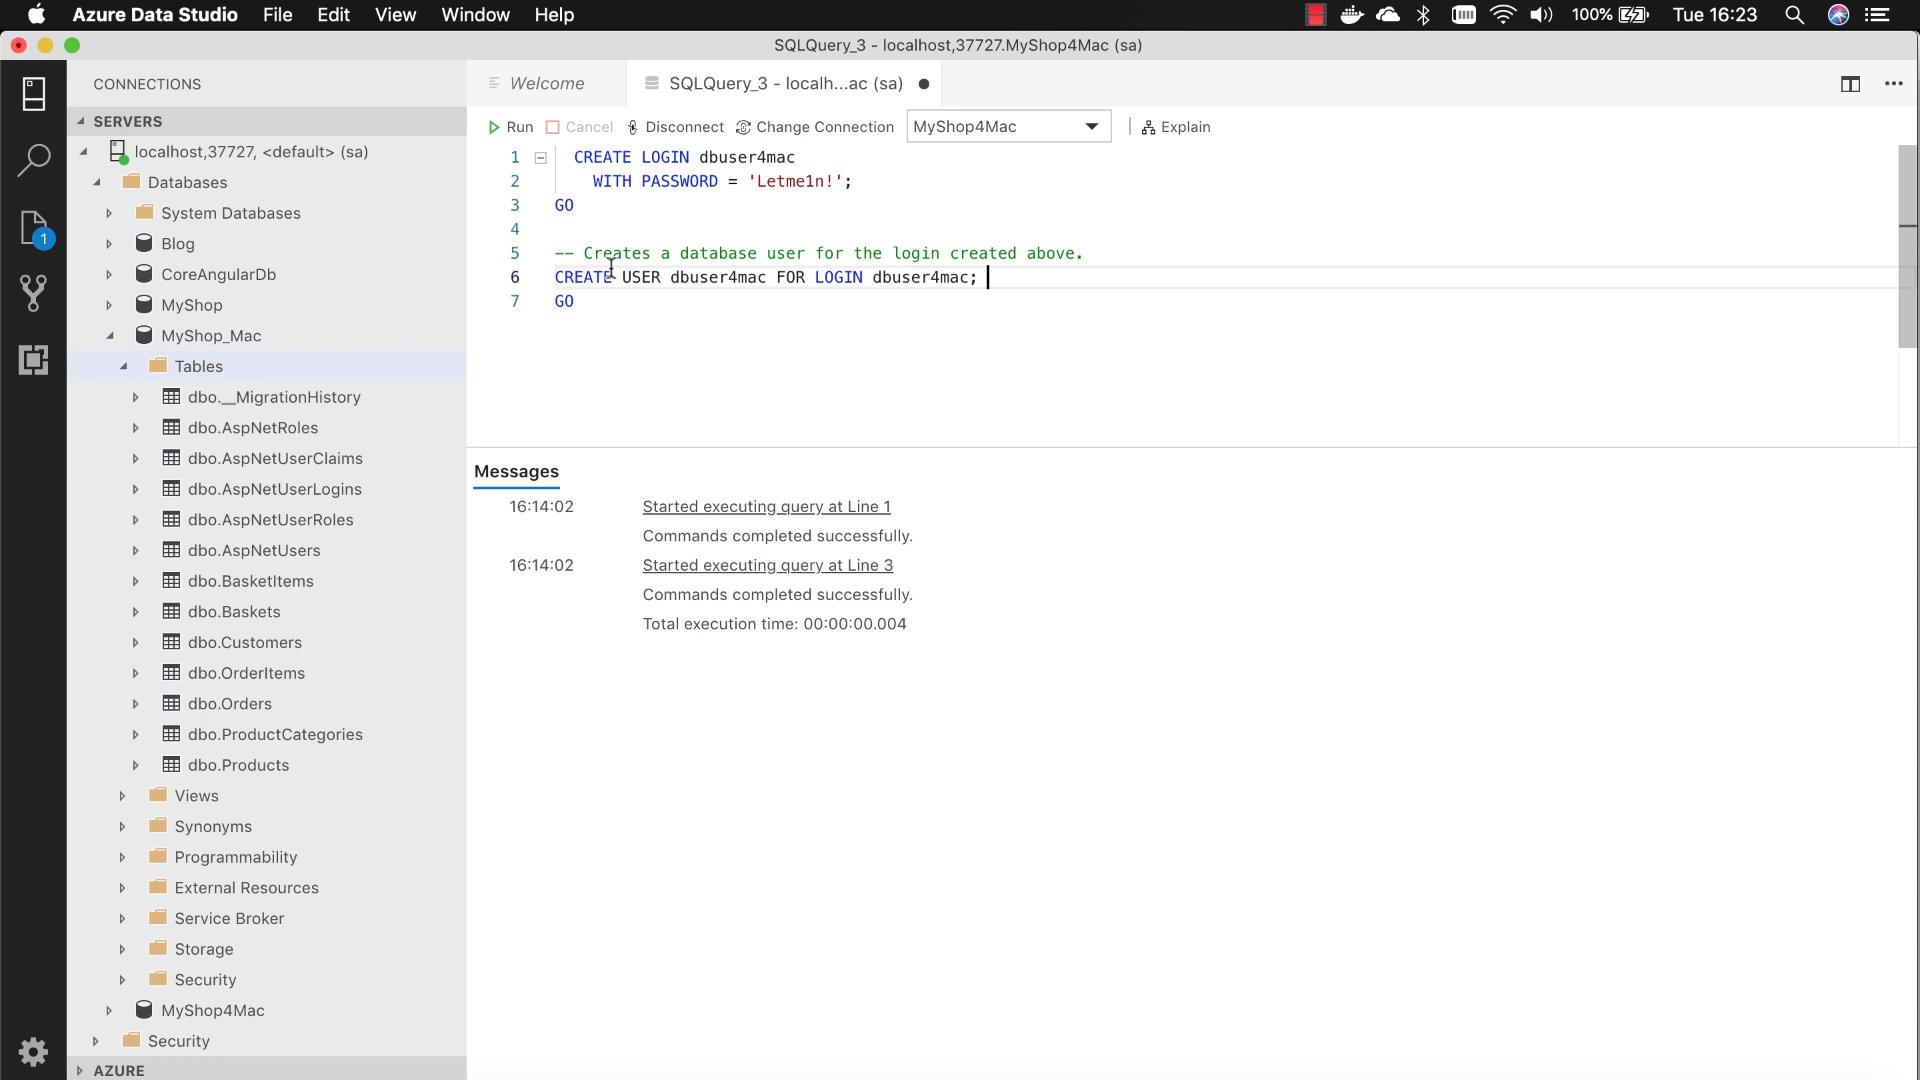 Azure Data Studio File Edit View Window Help 100% Tue 16:23
SQLQuery_3 - localhost,37727.MyShop4Mac (sa)
CONNECTIONS
Welcome
SQLQuery_3 - localh...ac (sa)
SERVERS
Run Cancel Disconnect Change Connection MyShop4Mac Explain
localhost,37727, <default> (sa)
Databases
System Databases
Blog
CoreAngularDb
MyShop
MyShop_Mac
Tables
dbo.__MigrationHistory
dbo.AspNetRoles
dbo.AspNetUserClaims
dbo.AspNetUserLogins
dbo.AspNetUserRoles
dbo.AspNetUsers
dbo.BasketItems
dbo.Baskets
dbo.Customers
dbo.OrderItems
dbo.Orders
dbo.ProductCategories
dbo.Products
Views
Synonyms
Programmability
External Resources
Service Broker
Storage
Security
MyShop4Mac
Security
AZURE
1
1 CREATE LOGIN dbuser4mac
2 WITH PASSWORD = 'Letme1n!';
3 GO
4
5 -- Creates a database user for the login created above.
6 CREATE USER dbuser4mac FOR LOGIN dbuser4mac;
7 GO
Messages
16:14:02 Started executing query at Line 1
Commands completed successfully.
16:14:02 Started executing query at Line 3
Commands completed successfully.
Total execution time: 00:00:00.004